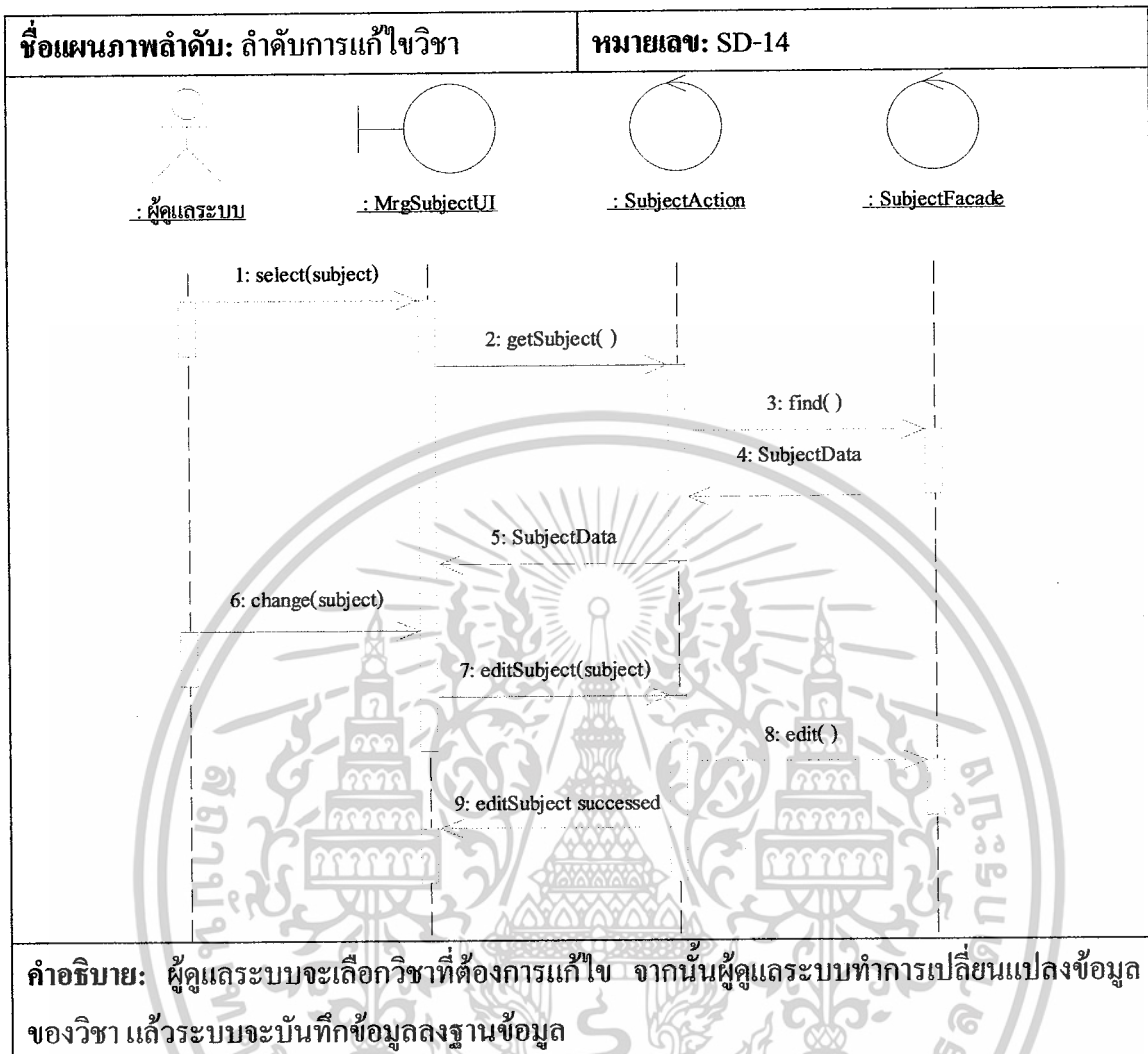 ชื่อแผนภาพลำดับ: ลำดับการแก้ไขวิชา
หมายเลข: SD-14
: ผู้ดูแลระบบ
: MrgSubjectUI
: SubjectAction
: SubjectFacade
1: select(subject)
2: getSubject( )
3: find( )
4: SubjectData
5: SubjectData
6: change(subject)
7: editSubject(subject)
8: edit( )
9: editSubject successed
คำอธิบาย: ผู้ดูแลระบบจะเลือกวิชาที่ต้องการแก้ไข จากนั้นผู้ดูแลระบบทำการเปลี่ยนแปลงข้อมูล
ของวิชา แล้วระบบจะบันทึกข้อมูลลงฐานข้อมูล